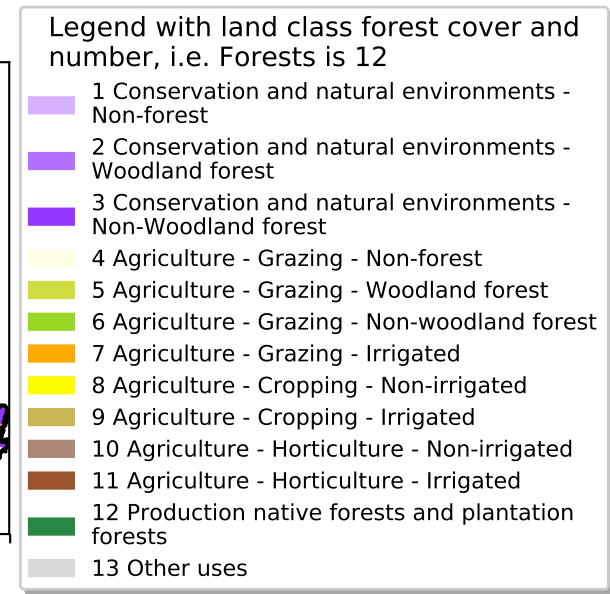 Legend with land class forest cover and
number, i.e. Forests is 12
1 Conservation and natural environments -
Non-forest
2 Conservation and natural environments -
Woodland forest
3 Conservation and natural environments -
Non-Woodland forest
4 Agriculture - Grazing - Non-forest
5 Agriculture - Grazing - Woodland forest
6 Agriculture - Grazing - Non-woodland forest
7 Agriculture - Grazing - Irrigated
8 Agriculture - Cropping - Non-irrigated
9 Agriculture - Cropping - Irrigated
10 Agriculture - Horticulture - Non-irrigated
11 Agriculture - Horticulture - Irrigated
12 Production native forests and plantation
forests
13 Other uses